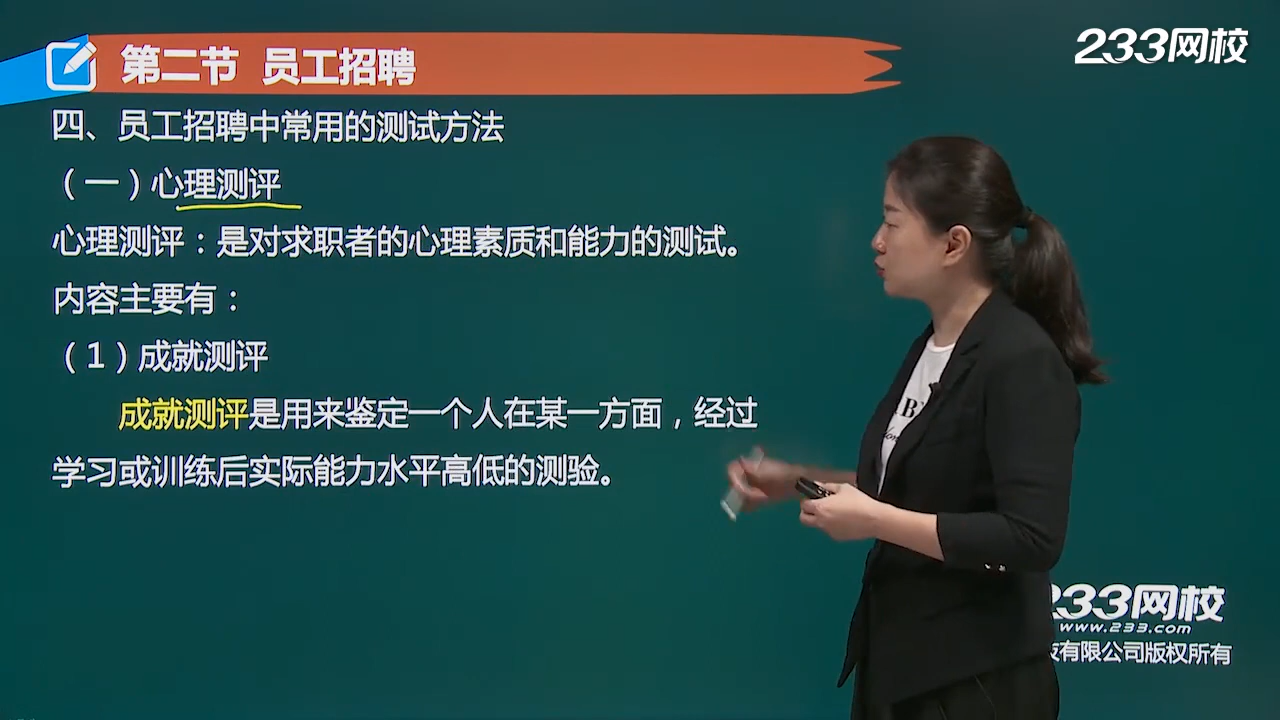 第二节 员工招聘
233网校
四、员工招聘中常用的测试方法
（一）心理测评
心理测评：是对求职者的心理素质和能力的测试。
内容主要有：
（1）成就测评
成就测评是用来鉴定一个人在某一方面，经过
学习或训练后实际能力水平高低的测验。
233网校
www.233.com
有限公司版权所有